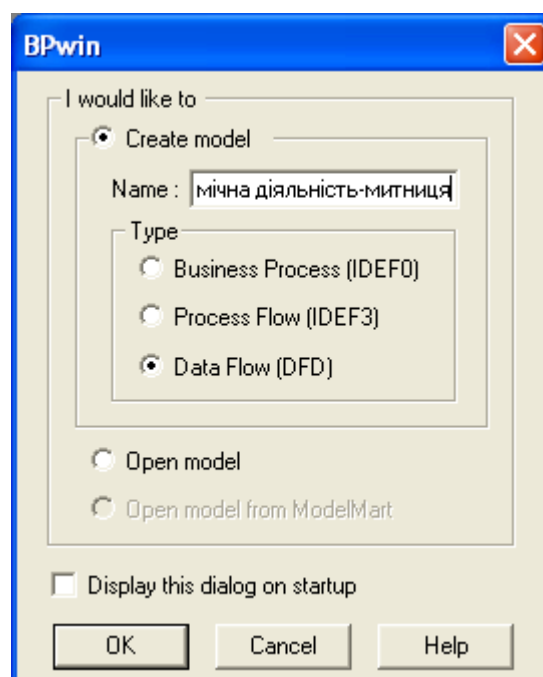 BPwin
I would like to
Create model
Name : мічна діяльність-митниця
Type
Business Process (IDEF0)
Process Flow (IDEF3)
Data Flow (DFD)
Open model
Open model from ModelMart
Display this dialog on startup
OK Cancel Help